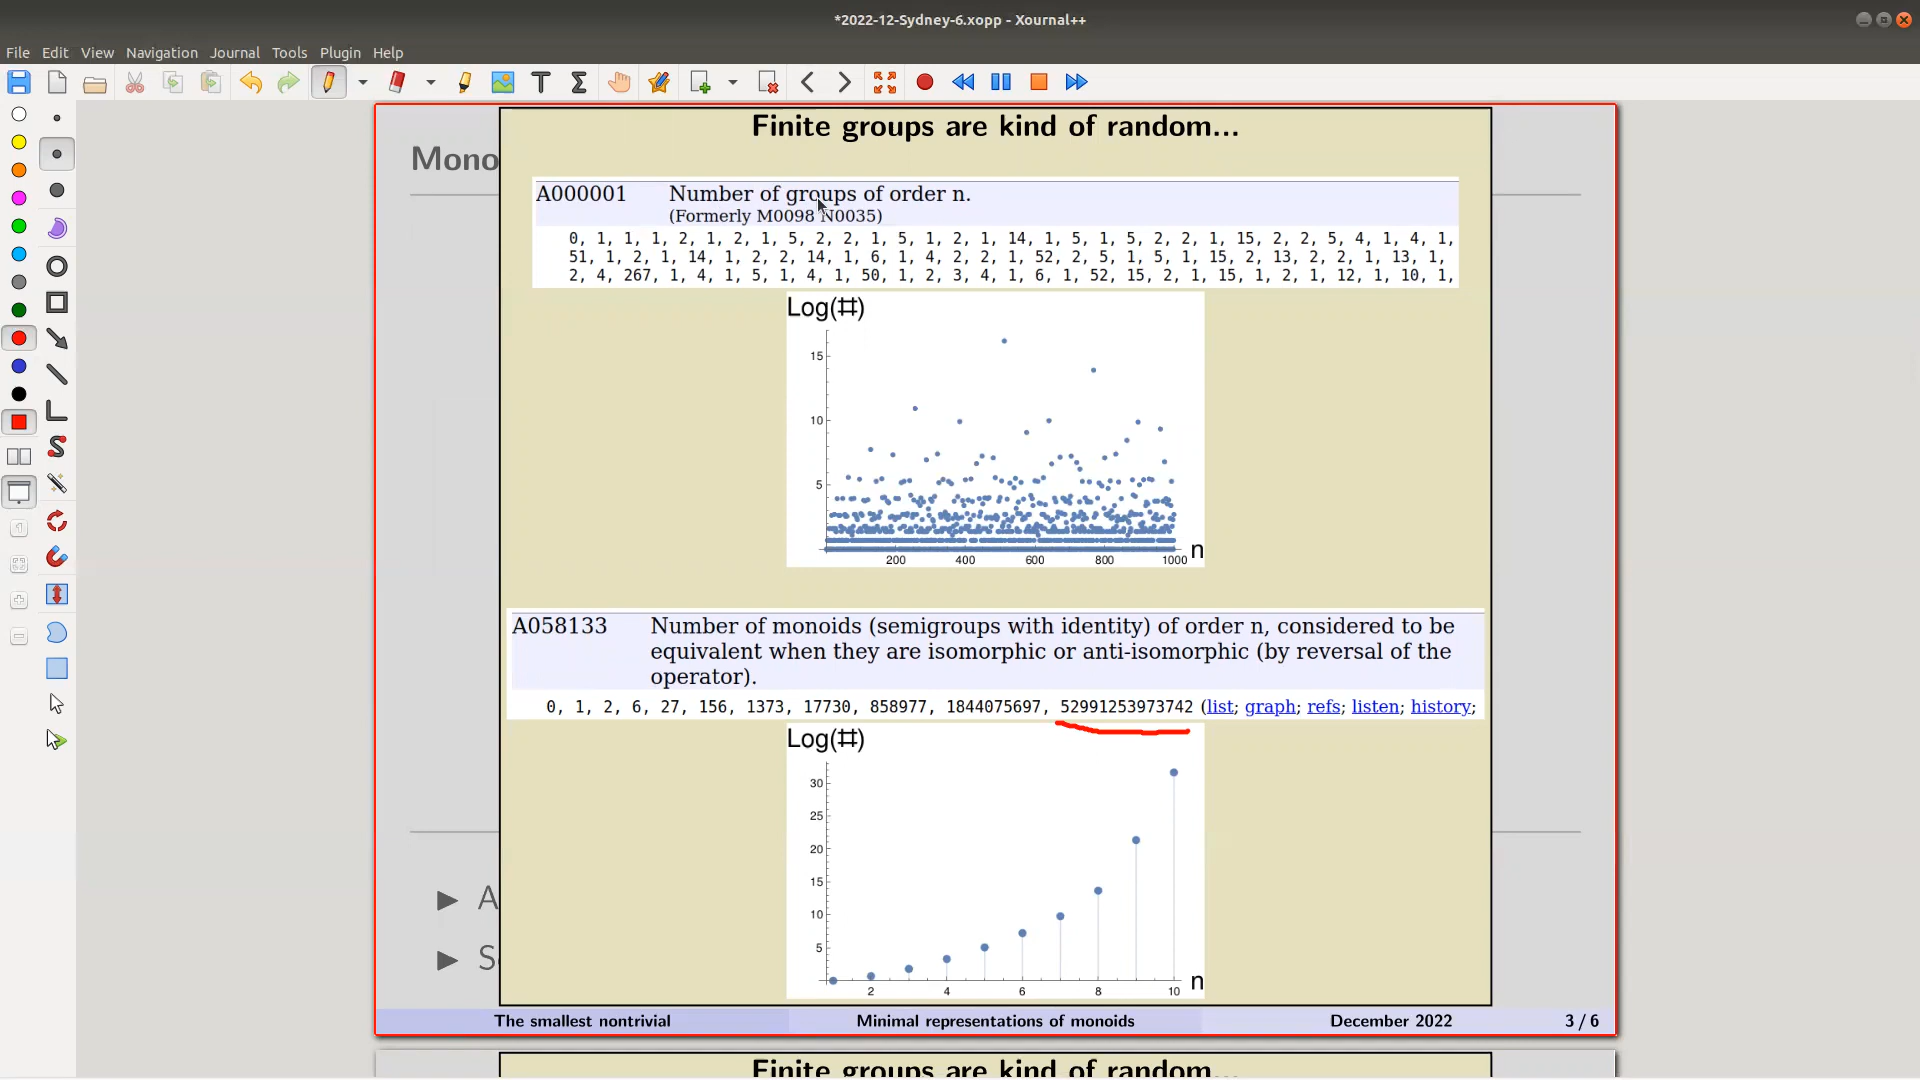 *2022-12-Sydney-6.xopp - Xournal++
File Edit View Navigation Journal Tools Plugin Help
Finite groups are kind of random...
Mono
A000001 Number of groups of order n.
(Formerly M0098 N0035)
0, 1, 1, 1, 2, 1, 2, 1, 5, 2, 2, 1, 5, 1, 2, 1, 14, 1, 5, 1, 5, 2, 2, 1, 15, 2, 2, 5, 4, 1, 4, 1,
51, 1, 2, 1, 14, 1, 2, 2, 14, 1, 6, 1, 4, 2, 2, 1, 52, 2, 5, 1, 5, 1, 15, 2, 13, 2, 2, 1, 13, 1,
2, 4, 267, 1, 4, 1, 5, 1, 4, 1, 50, 1, 2, 3, 4, 1, 6, 1, 52, 15, 2, 1, 15, 1, 2, 1, 12, 1, 10, 1,
Log(#)
15
10
5
200 400 600 800 1000 n
A058133 Number of monoids (semigroups with identity) of order n, considered to be
equivalent when they are isomorphic or anti-isomorphic (by reversal of the
operator).
0, 1, 2, 6, 27, 156, 1373, 17730, 858977, 1844075697, 52991253973742 (list; graph; refs; listen; history;
Log(#)
30
25
20
15
10
5
2 4 6 8 10 n
► A
► S
The smallest nontrivial Minimal representations of monoids December 2022 3 / 6
Finite groups are kind of random...